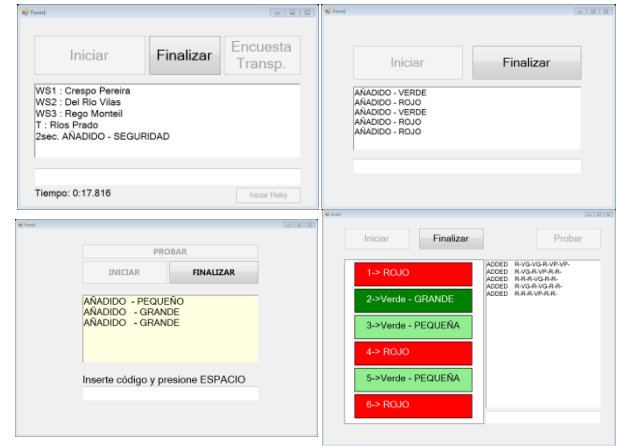 Form1
Iniciar
Finalizar
Encuesta
Transp.
WS1 : Crespo Pereira
WS2 : Del Río Vilas
WS3 : Rego Monteil
T : Ríos Prado
2sec. AÑADIDO - SEGURIDAD
Tiempo: 0:17.816
Iniciar Reloj
Form1
Iniciar
Finalizar
AÑADIDO - VERDE
AÑADIDO - ROJO
AÑADIDO - VERDE
AÑADIDO - ROJO
AÑADIDO - ROJO
Form1
PROBAR
INICIAR
FINALIZAR
AÑADIDO - PEQUEÑO
AÑADIDO - GRANDE
AÑADIDO - GRANDE
Inserte código y presione ESPACIO
Form1
Iniciar
Finalizar
Probar
1-> ROJO
2->Verde - GRANDE
3->Verde - PEQUEÑA
4-> ROJO
5->Verde - PEQUEÑA
6-> ROJO
ADDED R-VG-VG-R-VP-VP-
ADDED R-VG-R-VP-R-R-
ADDED R-R-R-VG-R-R-
ADDED R-VG-R-VG-R-R-
ADDED R-R-R-VP-R-R-